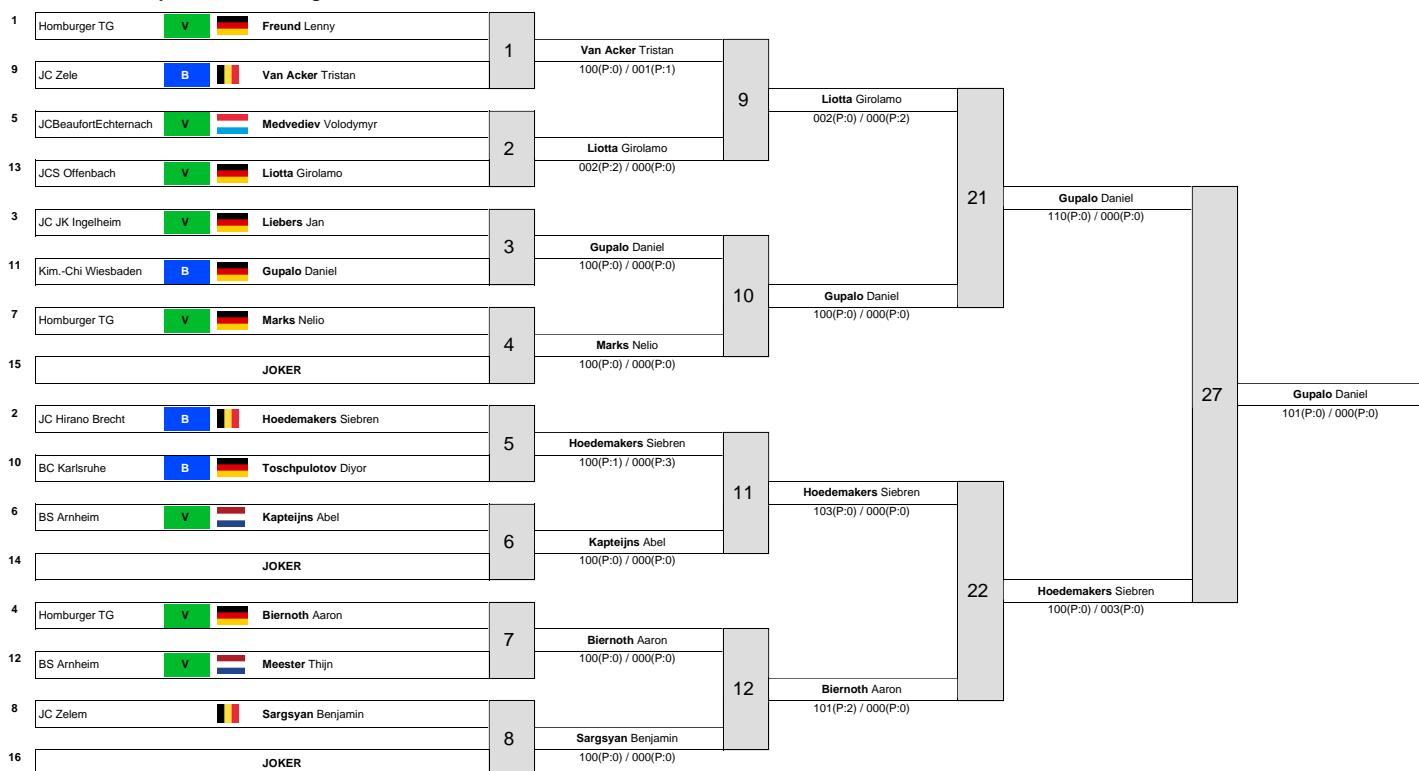 1 Homburger TG V Freund Lenny
1
Van Acker Tristan
100(P:0) / 001(P:1)
9 JC Zele B Van Acker Tristan
9
Liotta Girolamo
002(P:0) / 000(P:2)
5 JCBeaufortEchternach V Medvediev Volodymyr
2
Liotta Girolamo
002(P:2) / 000(P:0)
13 JCS Offenbach V Liotta Girolamo
21
Gupalo Daniel
110(P:0) / 000(P:0)
3 JC JK Ingelheim V Liebers Jan
3
Gupalo Daniel
100(P:0) / 000(P:0)
11 Kim.-Chi Wiesbaden B Gupalo Daniel
10
Gupalo Daniel
100(P:0) / 000(P:0)
7 Homburger TG V Marks Nelio
4
Marks Nelio
100(P:0) / 000(P:0)
15 JOKER
27
Gupalo Daniel
101(P:0) / 000(P:0)
2 JC Hirano Brecht B Hoedemakers Siebren
5
Hoedemakers Siebren
100(P:1) / 000(P:3)
10 BC Karlsruhe B Toschpulotov Diyor
11
Hoedemakers Siebren
103(P:0) / 000(P:0)
6 BS Arnheim V Kapteijns Abel
6
Kapteijns Abel
100(P:0) / 000(P:0)
14 JOKER
22
Hoedemakers Siebren
100(P:0) / 003(P:0)
4 Homburger TG V Biernoth Aaron
7
Biernoth Aaron
100(P:0) / 000(P:0)
12 BS Arnheim V Meester Thijn
12
Biernoth Aaron
101(P:2) / 000(P:0)
8 JC Zelem Sargsyan Benjamin
8
Sargsyan Benjamin
100(P:0) / 000(P:0)
16 JOKER